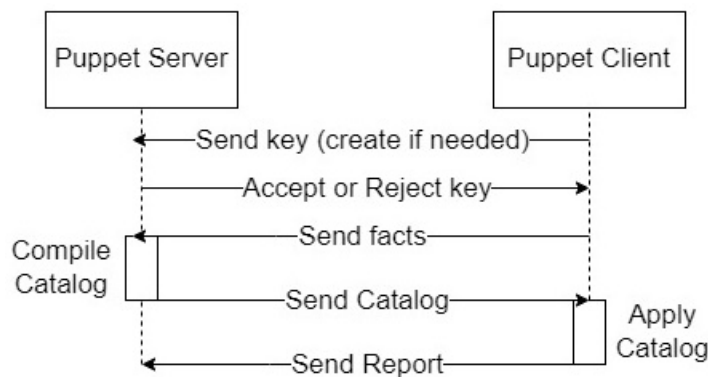 Puppet Server
Puppet Client
Send key (create if needed)
Accept or Reject key
Send facts
Compile
Catalog
Send Catalog
Apply
Catalog
Send Report